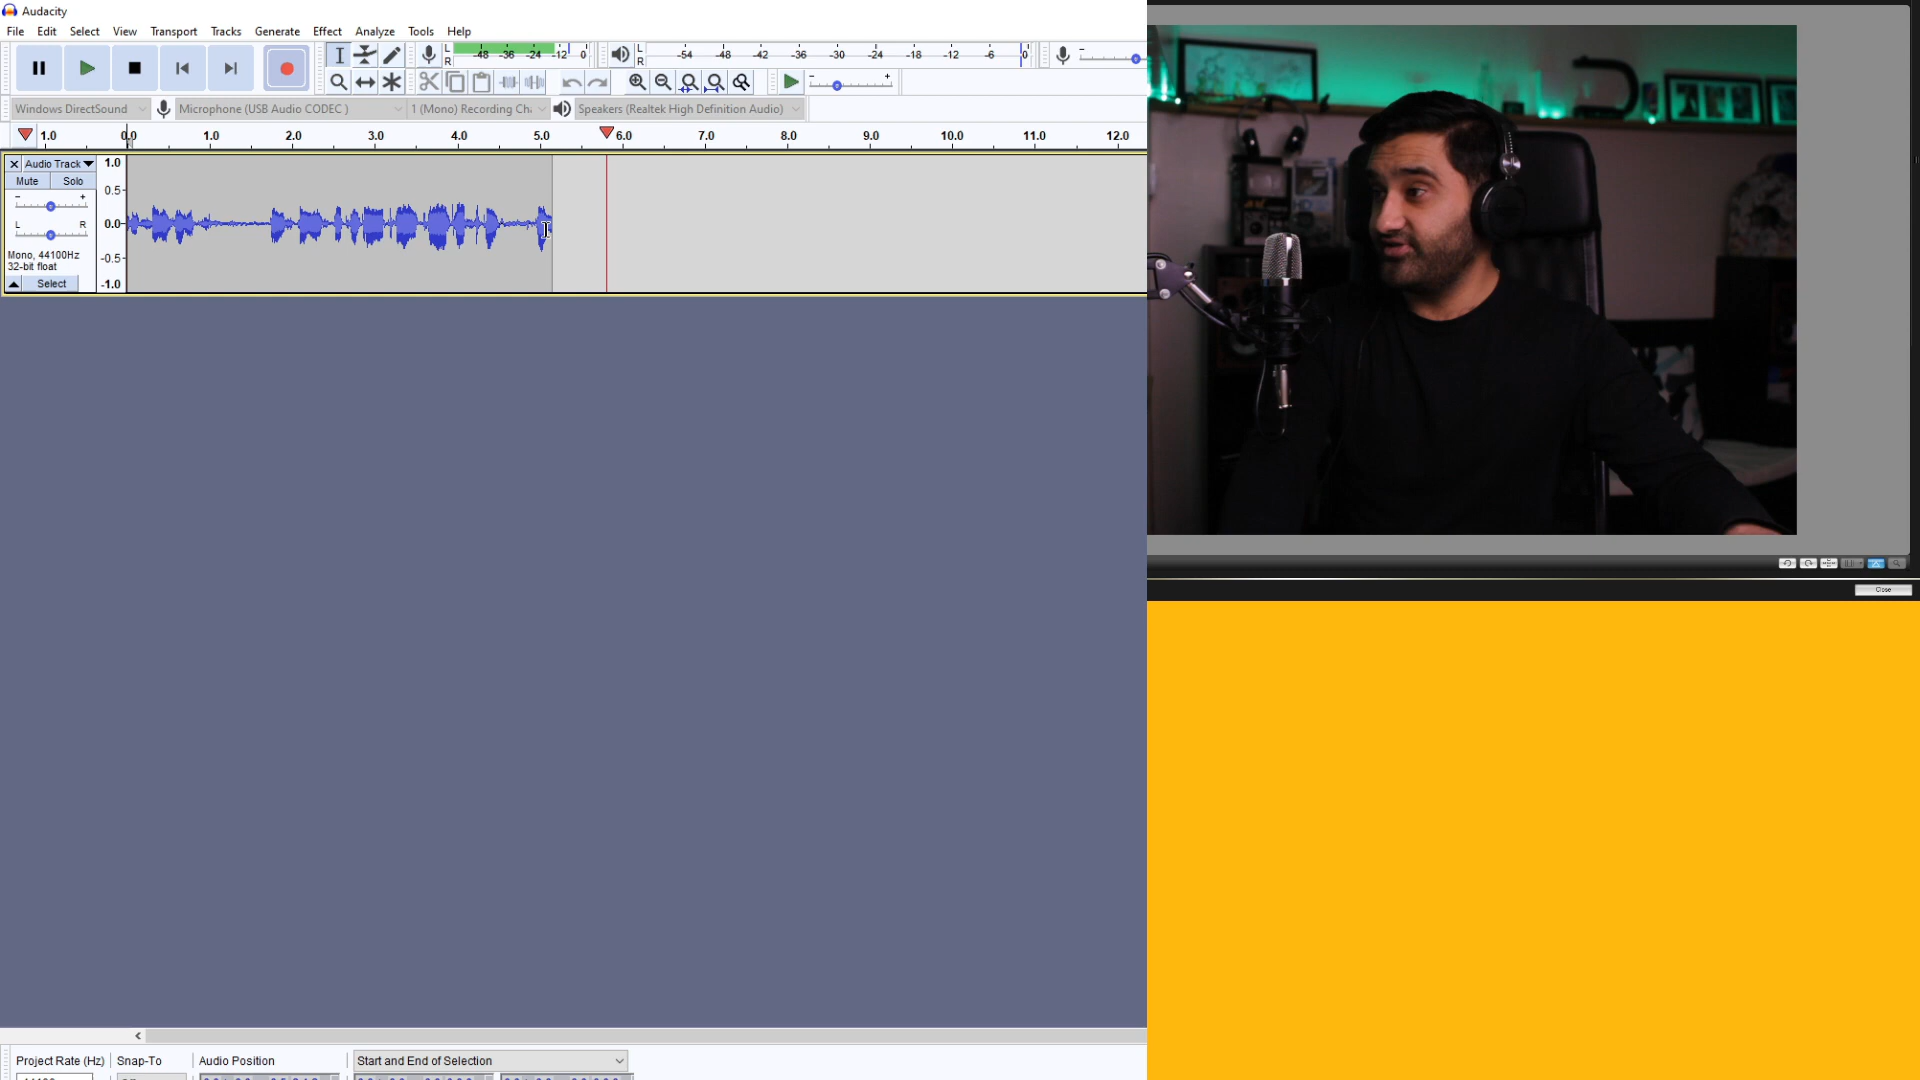 Audacity
File Edit Select View Transport Tracks Generate Effect Analyze Tools Help
L -48 -36 -24 -12 0 L -54 -48 -42 -36 -30 -24 -18 -12 -6 0
R R
Windows DirectSound Microphone (USB Audio CODEC ) 1 (Mono) Recording Cha Speakers (Realtek High Definition Audio)
1.0 0.0 1.0 2.0 3.0 4.0 5.0 6.0 7.0 8.0 9.0 10.0 11.0 12.0
Audio Track 1.0
Mute Solo
0.5
- +
L R 0.0
Mono, 44100Hz
32-bit float -0.5
Select -1.0
Close
Project Rate (Hz) Snap-To Audio Position Start and End of Selection